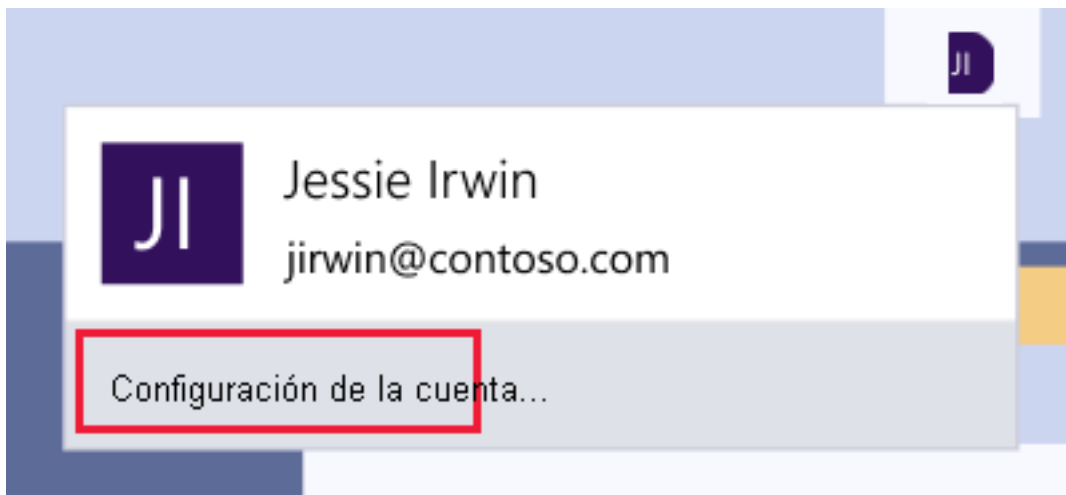 JI
JI
Jessie Irwin
jirwin@contoso.com
Configuración de la cuenta...